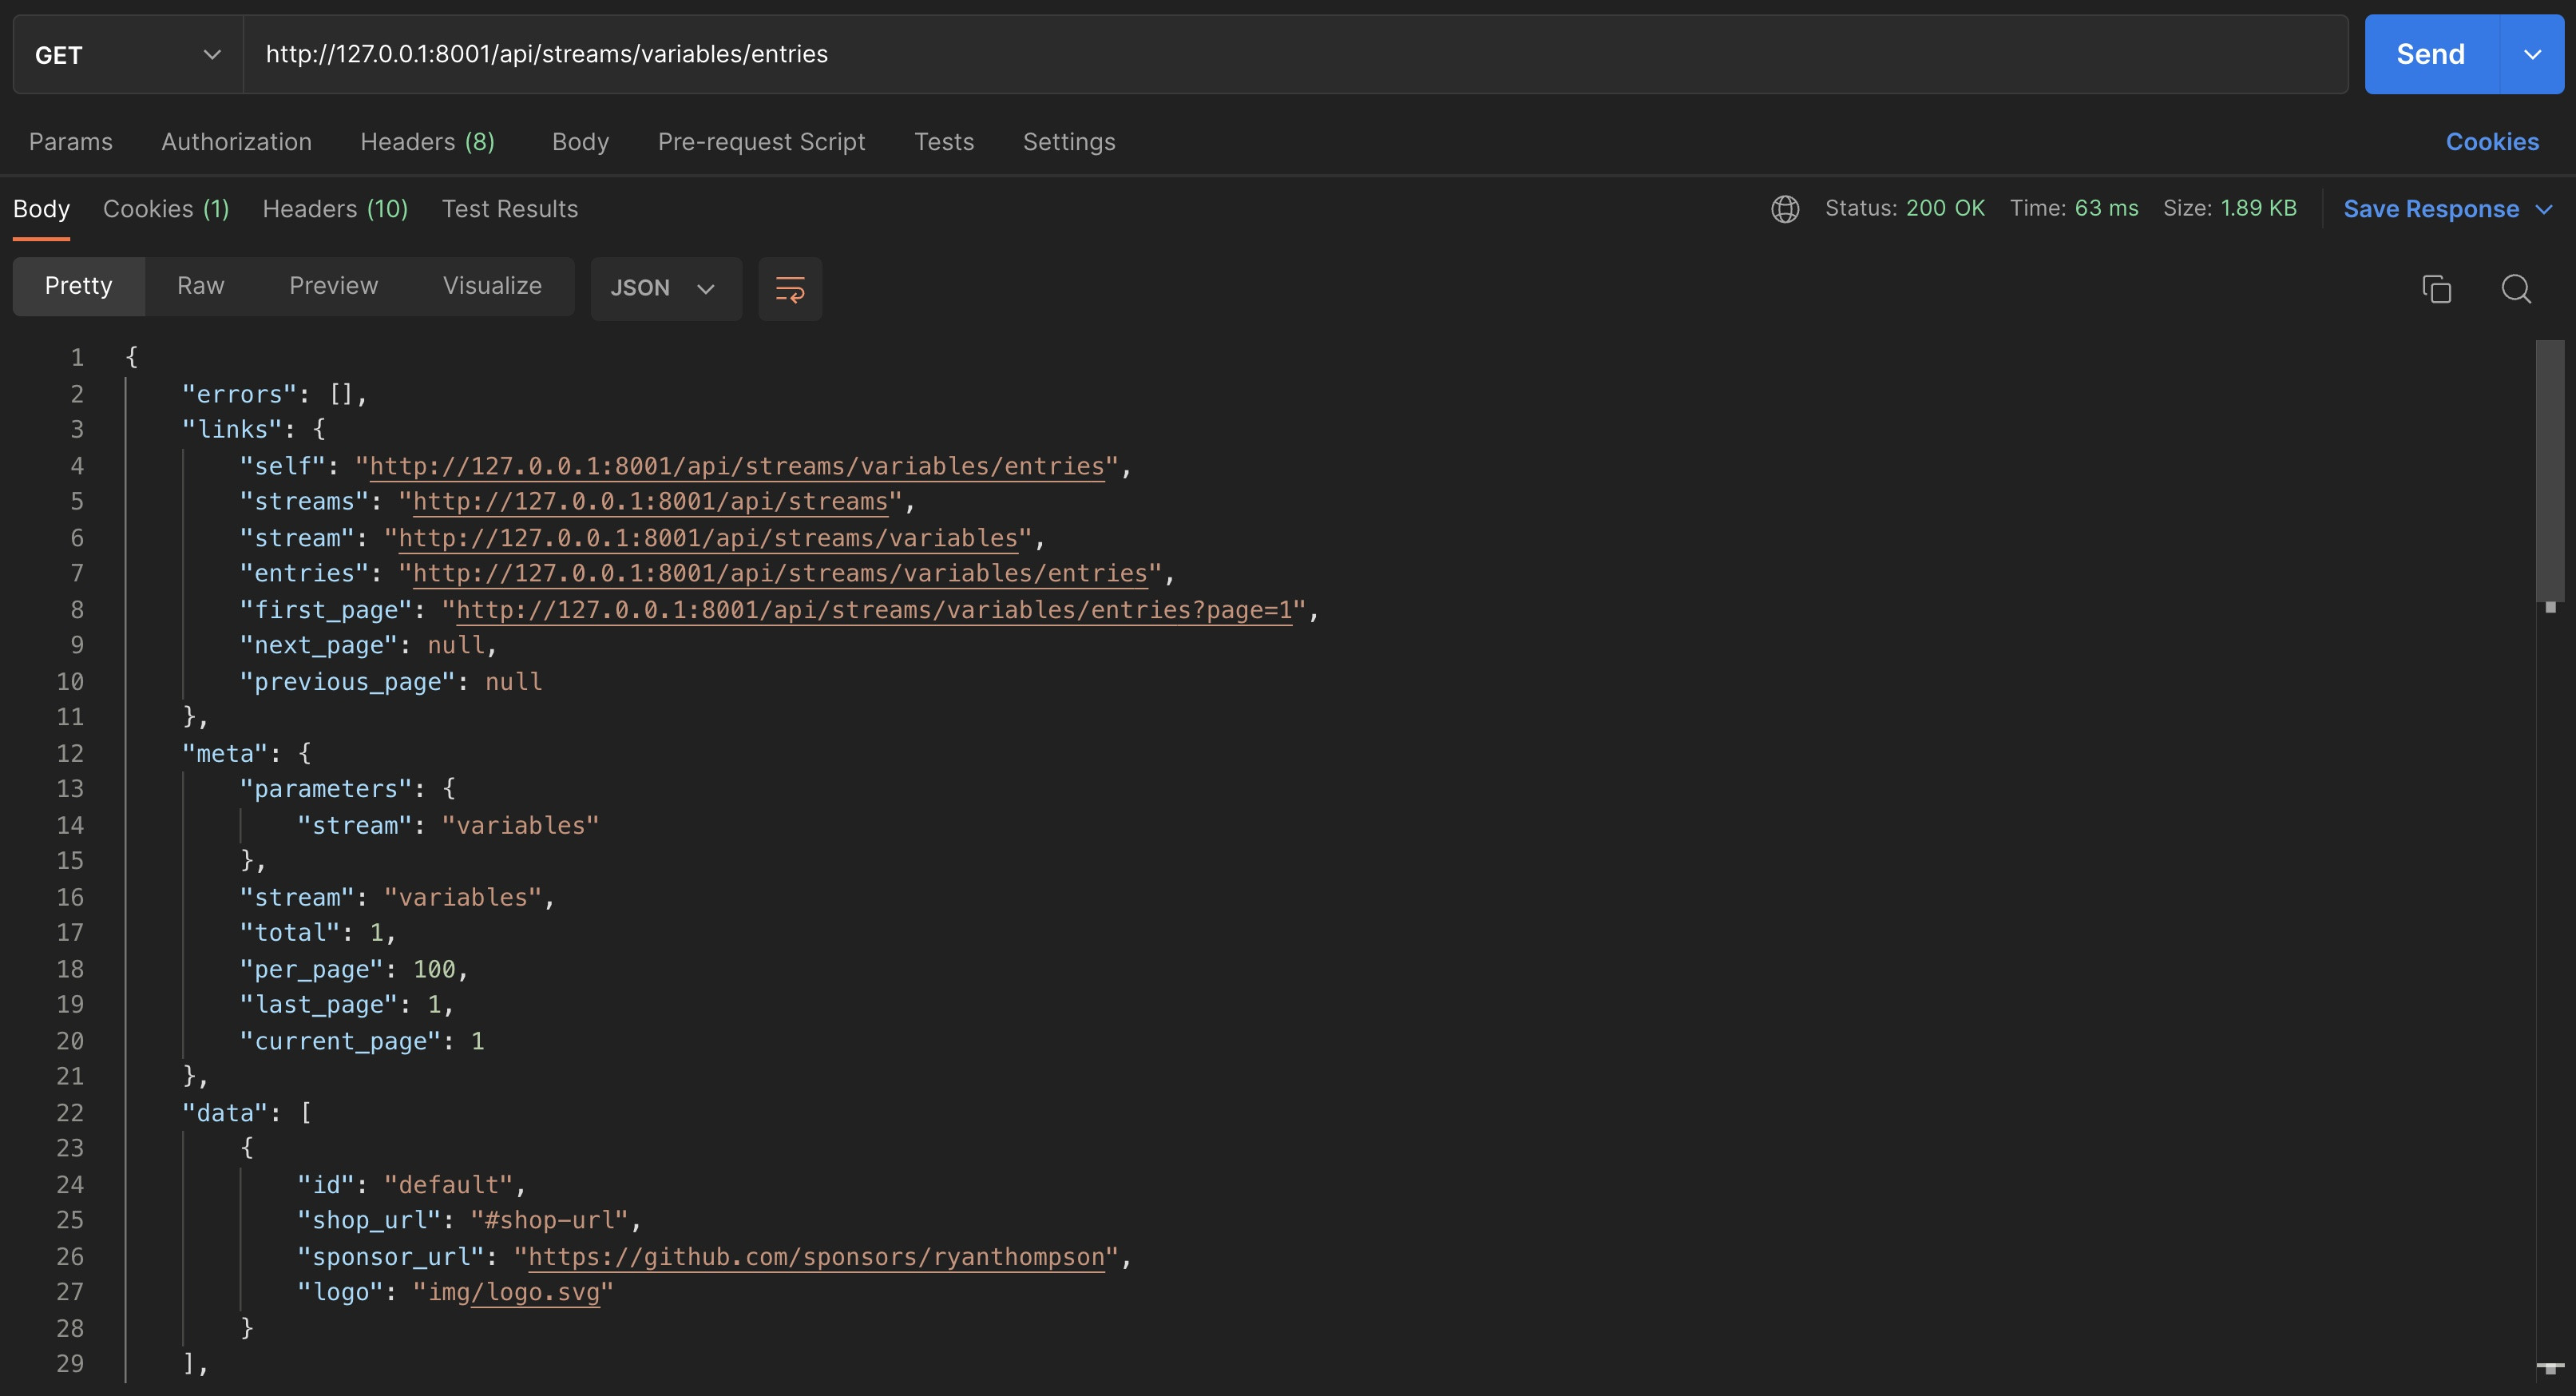 GET http://127.0.0.1:8001/api/streams/variables/entries Send
Params Authorization Headers (8) Body Pre-request Script Tests Settings Cookies
Body Cookies (1) Headers (10) Test Results Status: 200 OK Time: 63 ms Size: 1.89 KB Save Response
Pretty Raw Preview Visualize JSON
1 {
2 "errors": [],
3 "links": {
4 "self": "http://127.0.0.1:8001/api/streams/variables/entries",
5 "streams": "http://127.0.0.1:8001/api/streams",
6 "stream": "http://127.0.0.1:8001/api/streams/variables",
7 "entries": "http://127.0.0.1:8001/api/streams/variables/entries",
8 "first_page": "http://127.0.0.1:8001/api/streams/variables/entries?page=1",
9 "next_page": null,
10 "previous_page": null
11 },
12 "meta": {
13 "parameters": {
14 "stream": "variables"
15 },
16 "stream": "variables",
17 "total": 1,
18 "per_page": 100,
19 "last_page": 1,
20 "current_page": 1
21 },
22 "data": [
23 {
24 "id": "default",
25 "shop_url": "#shop-url",
26 "sponsor_url": "https://github.com/sponsors/ryanthompson",
27 "logo": "img/logo.svg"
28 }
29 ],